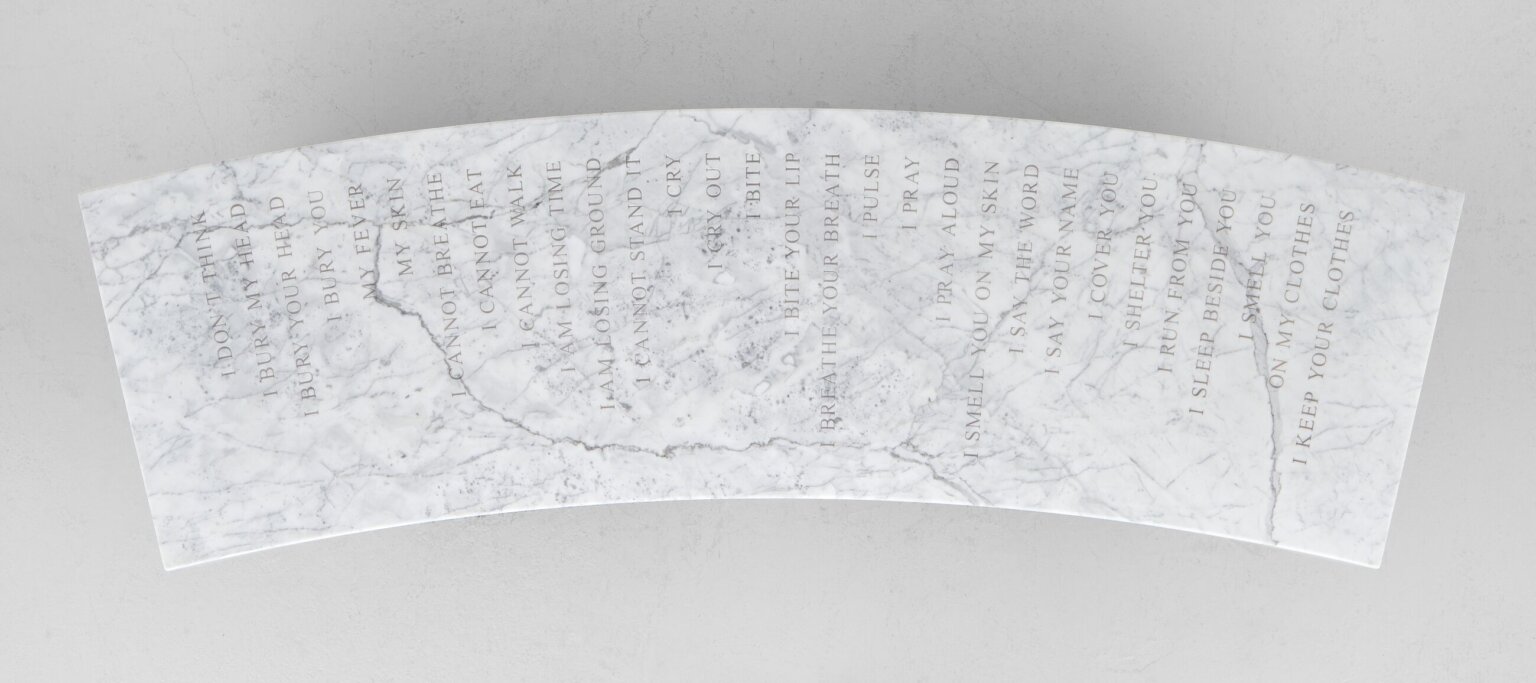 I DON'T THINK
I BURY MY HEAD
I BURY YOUR HEAD
I BURY YOU
MY FEVER
MY SKIN
I CANNOT BREATHE
I CANNOT EAT
I CANNOT WALK
I AM LOSING TIME
I AM LOSING GROUND
I CANNOT STAND IT
I CRY
I CRY OUT
I BITE
I BITE YOUR LIP
I BREATHE YOUR BREATH
I PULSE
I PRAY
I PRAY ALOUD
I SMELL YOU ON MY SKIN
I SAY THE WORD
I SAY YOUR NAME
I COVER YOU
I SHELTER YOU
I RUN FROM YOU
I SLEEP BESIDE YOU
I SMELL YOU
ON MY CLOTHES
I KEEP YOUR CLOTHES